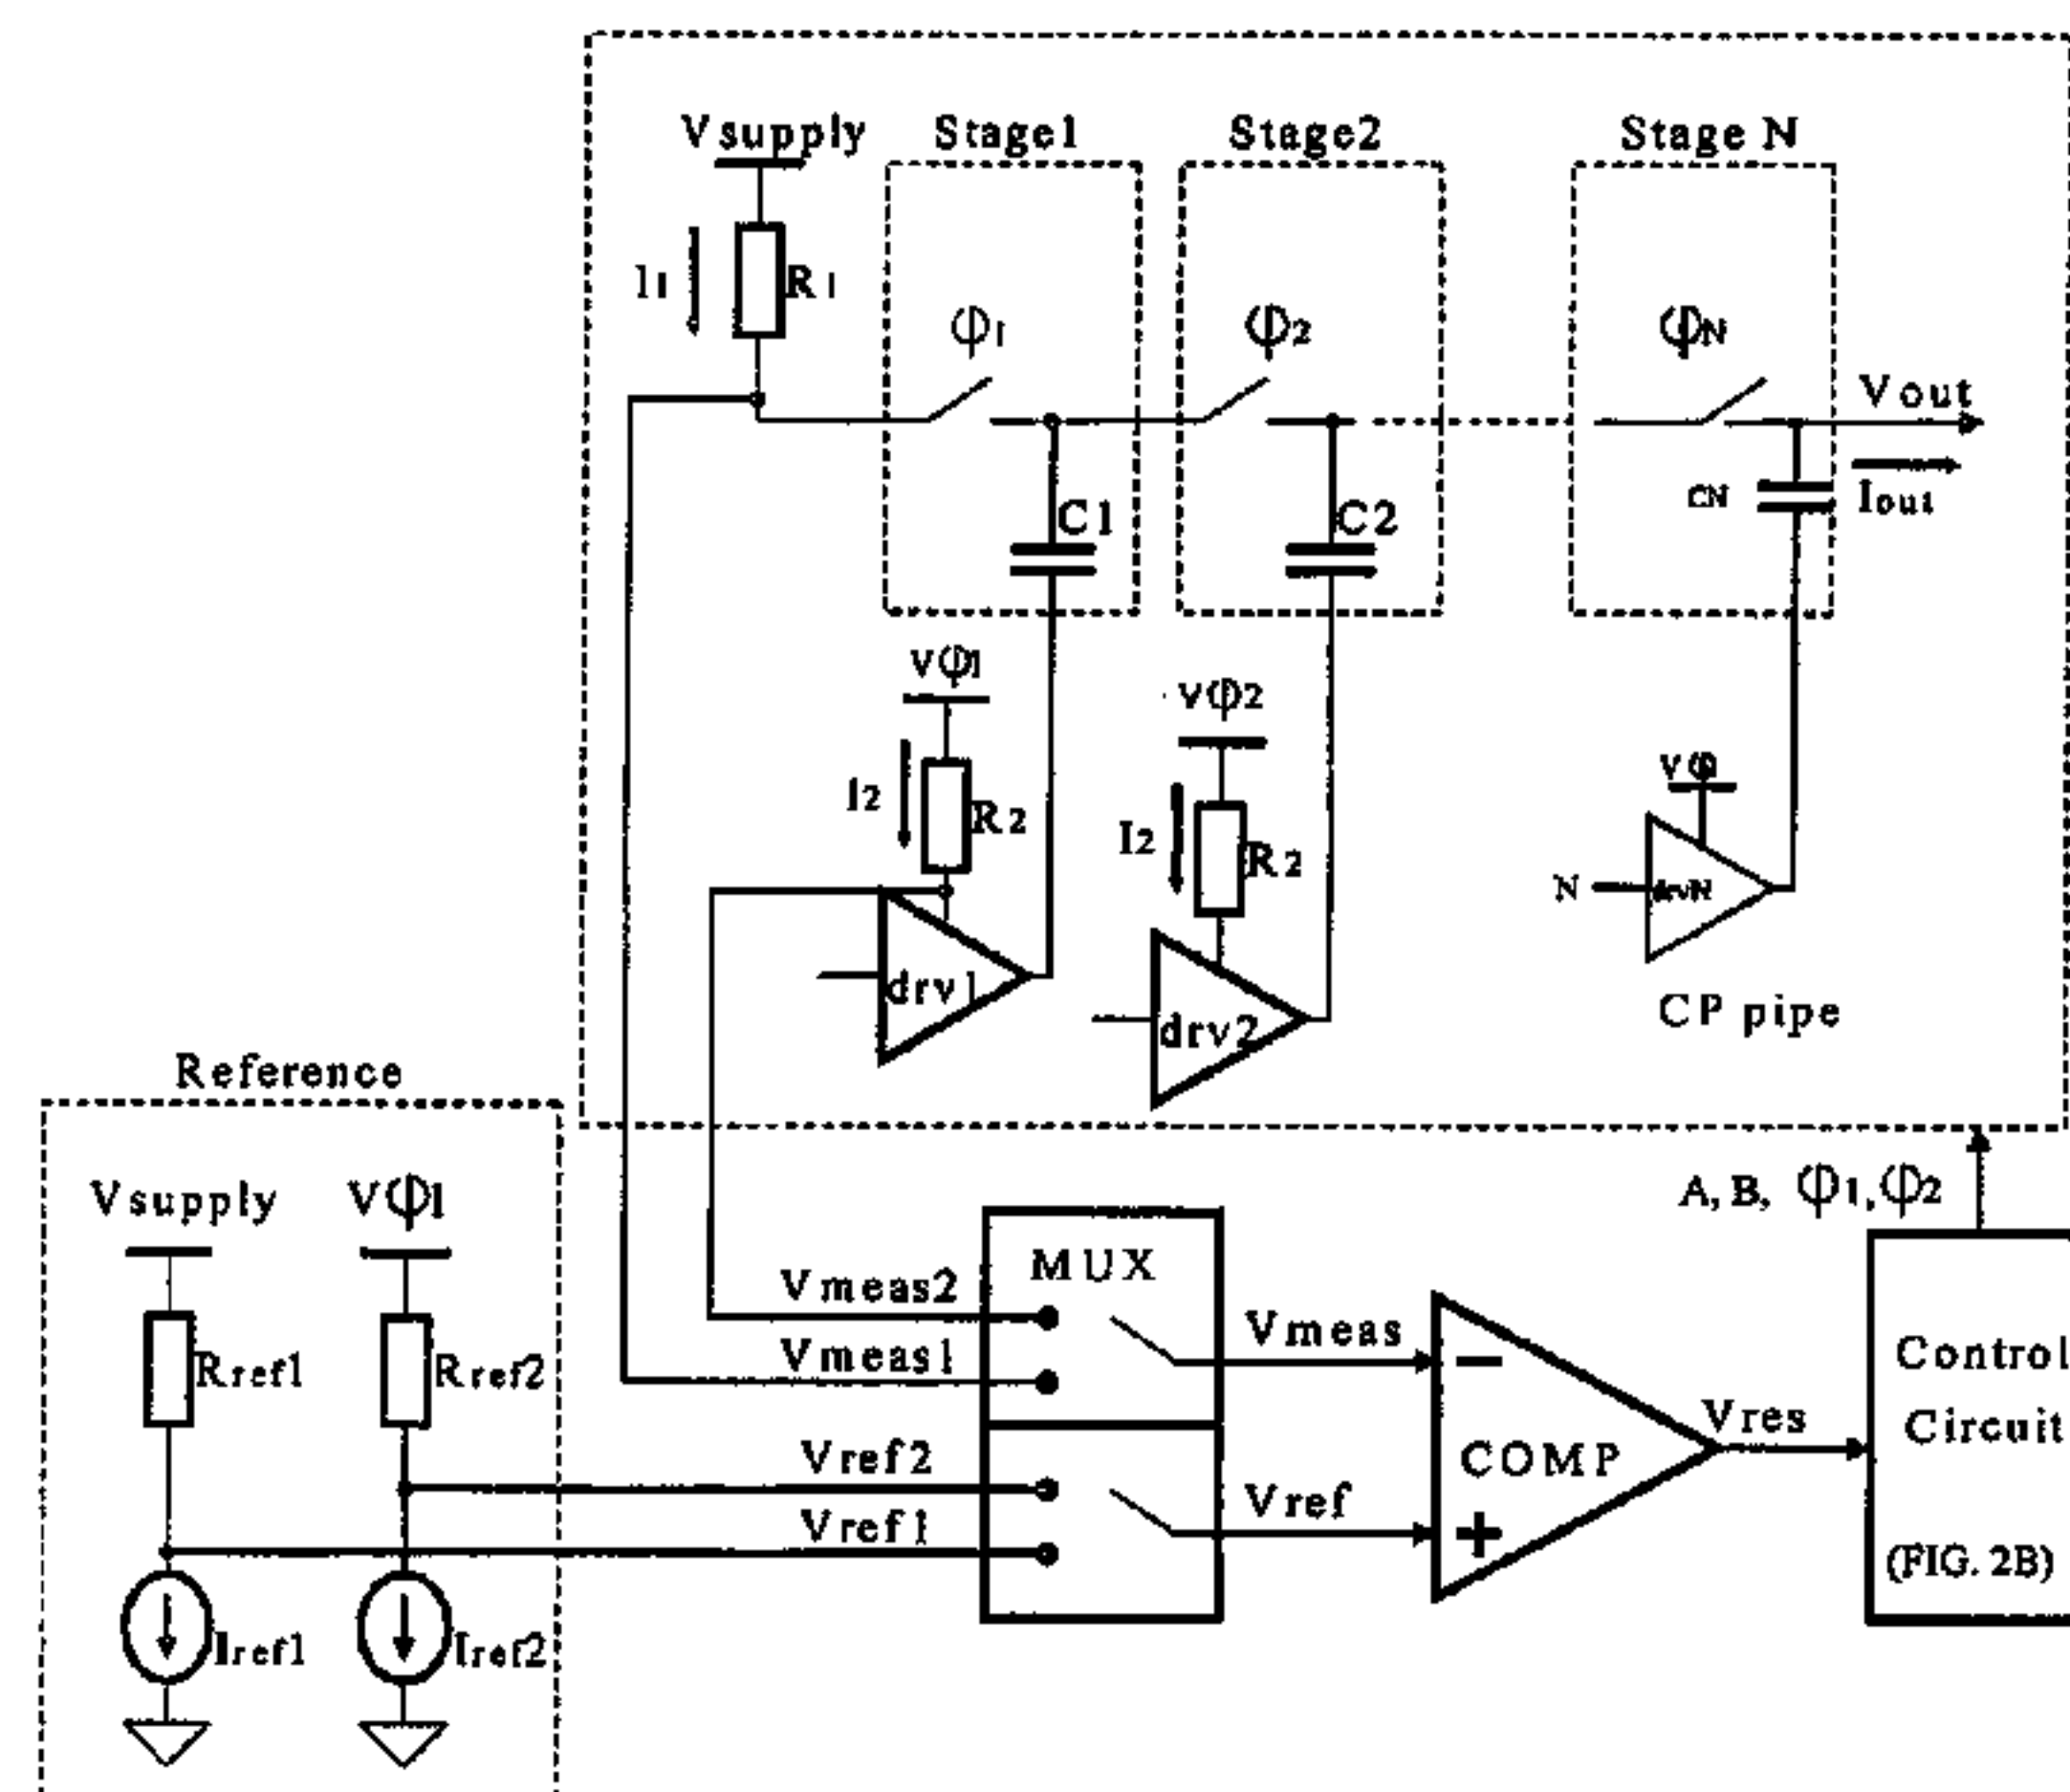 Vsupply
Stage1
Stage2
Stage N
I1
R1
φ1
φ2
φN
Vout
C1
C2
CN
Iout
Vφ1
Vφ2
Vφ
I2
R2
I2
R2
N
drvN
drv1
drv2
CP pipe
Reference
Vsupply
Vφ1
A, B, φ1, φ2
MUX
Vmeas2
Vmeas
Vmeas1
Rref1
Rref2
Control
Circuit
(FIG. 2B)
Vres
COMP
Vref2
Vref
Vref1
Iref1
Iref2